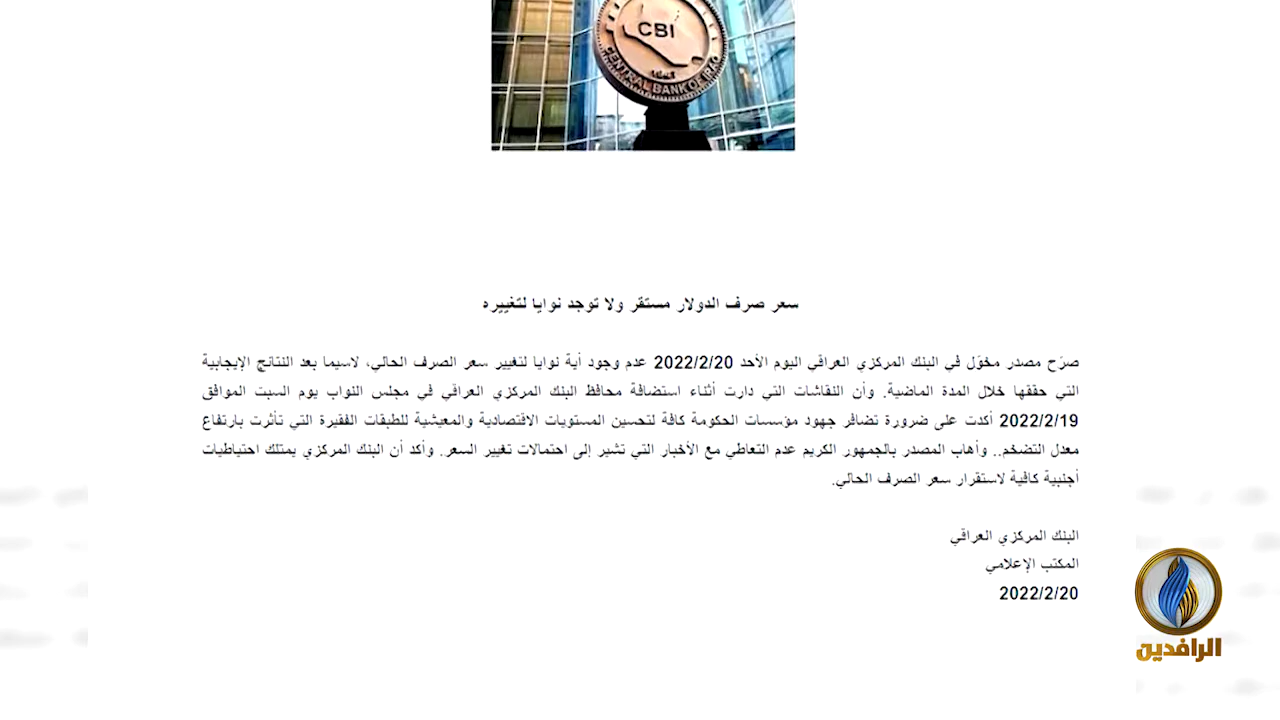 CBI
CENTRAL BANK OF IRAQ
سعر صرف الدولار مستقر ولا توجد نوايا لتغييره
صرّح مصدر مخوّل في البنك المركزي العراقي اليوم الأحد 2022/2/20 عدم وجود أية نوايا لتغيير سعر الصرف الحالي، لاسيما بعد النتائج الإيجابية
التي حققها خلال المدة الماضية. وأن النقاشات التي دارت أثناء استضافة محافظ البنك المركزي العراقي في مجلس النواب يوم السبت الموافق
2022/2/19 أكدت على ضرورة تضافر جهود مؤسسات الحكومة كافة لتحسين المستويات الاقتصادية والمعيشية للطبقات الفقيرة التي تأثرت بارتفاع
معدل التضخم.. وأهاب المصدر بالجمهور الكريم عدم التعاطي مع الأخبار التي تشير إلى احتمالات تغيير السعر. وأكد أن البنك المركزي يمتلك احتياطيات
أجنبية كافية لاستقرار سعر الصرف الحالي.
البنك المركزي العراقي
المكتب الإعلامي
2022/2/20
الرافدين